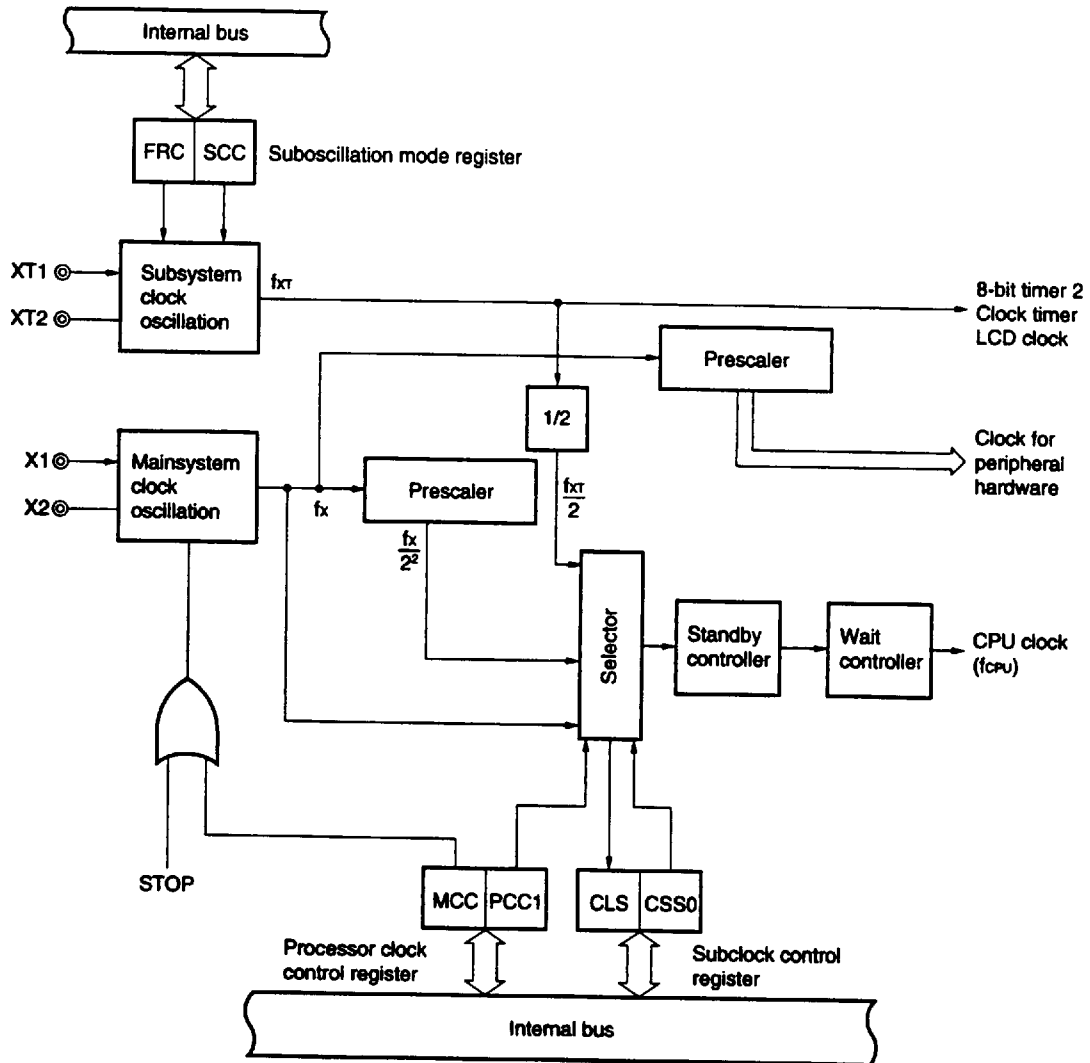 Internal bus
FRC SCC
Suboscillation mode register
XT1
XT2
Subsystem
clock
oscillation
fXT
8-bit timer 2
Clock timer
LCD clock
Prescaler
1/2
Clock for
peripheral
hardware
X1
X2
Mainsystem
clock
oscillation
fX
Prescaler
fXT
2
fX
2²
Selector
Standby
controller
Wait
controller
CPU clock
(fCPU)
STOP
MCC PCC1
CLS CSS0
Processor clock
control register
Subclock control
register
Internal bus